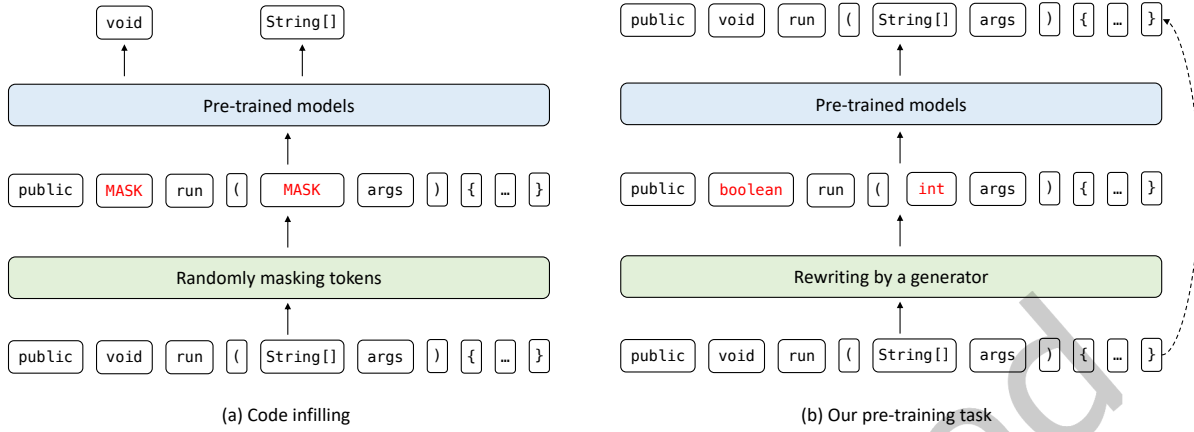 void String[]
Pre-trained models
public MASK run ( MASK args ) { … }
Randomly masking tokens
public void run ( String[] args ) { … }
(a) Code infilling
public void run ( String[] args ) { … }
Pre-trained models
public boolean run ( int args ) { … }
Rewriting by a generator
public void run ( String[] args ) { … }
(b) Our pre-training task